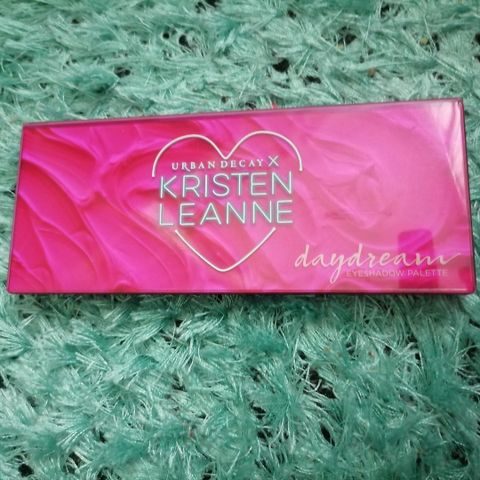 URBAN DECAY X
KRISTEN
LEANNE
daydream
EYESHADOW PALETTE